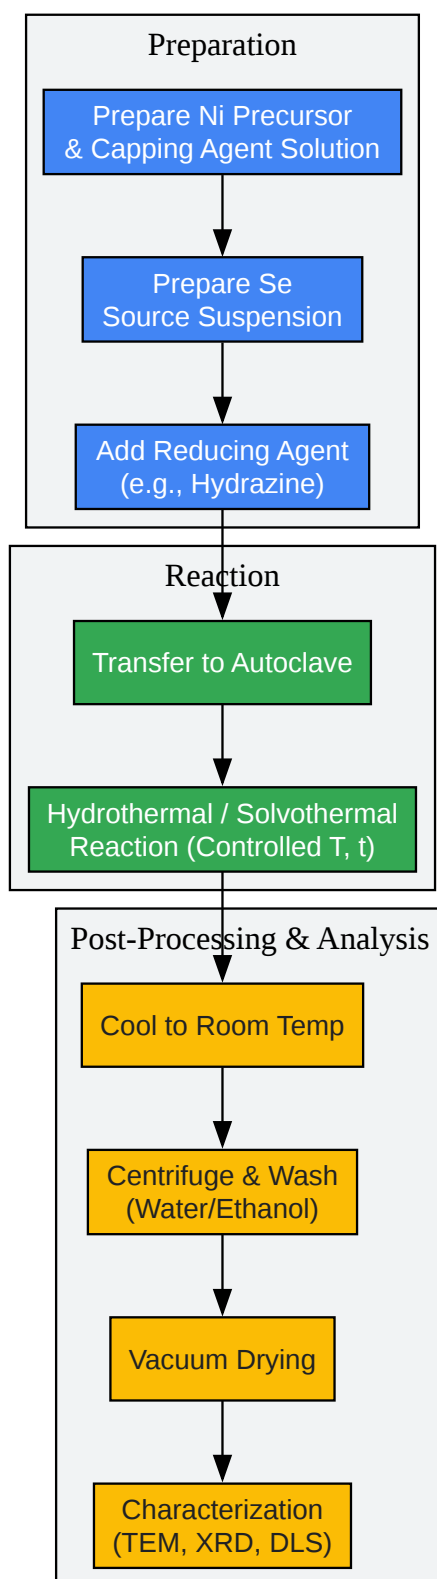 Preparation
Prepare Ni Precursor
& Capping Agent Solution
Prepare Se
Source Suspension
Add Reducing Agent
(e.g., Hydrazine)
Reaction
Transfer to Autoclave
Hydrothermal / Solvothermal
Reaction (Controlled T, t)
Post-Processing & Analysis
Cool to Room Temp
Centrifuge & Wash
(Water/Ethanol)
Vacuum Drying
Characterization
(TEM, XRD, DLS)